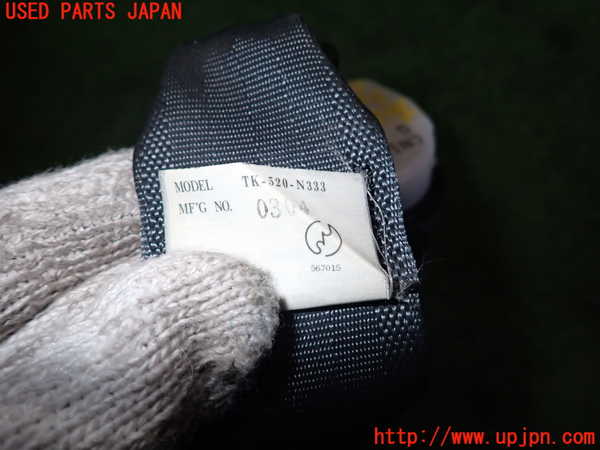 USED PARTS JAPAN
MODEL TK-520-N333
MF'G NO. 0304
567015
http://www.upjpn.com/